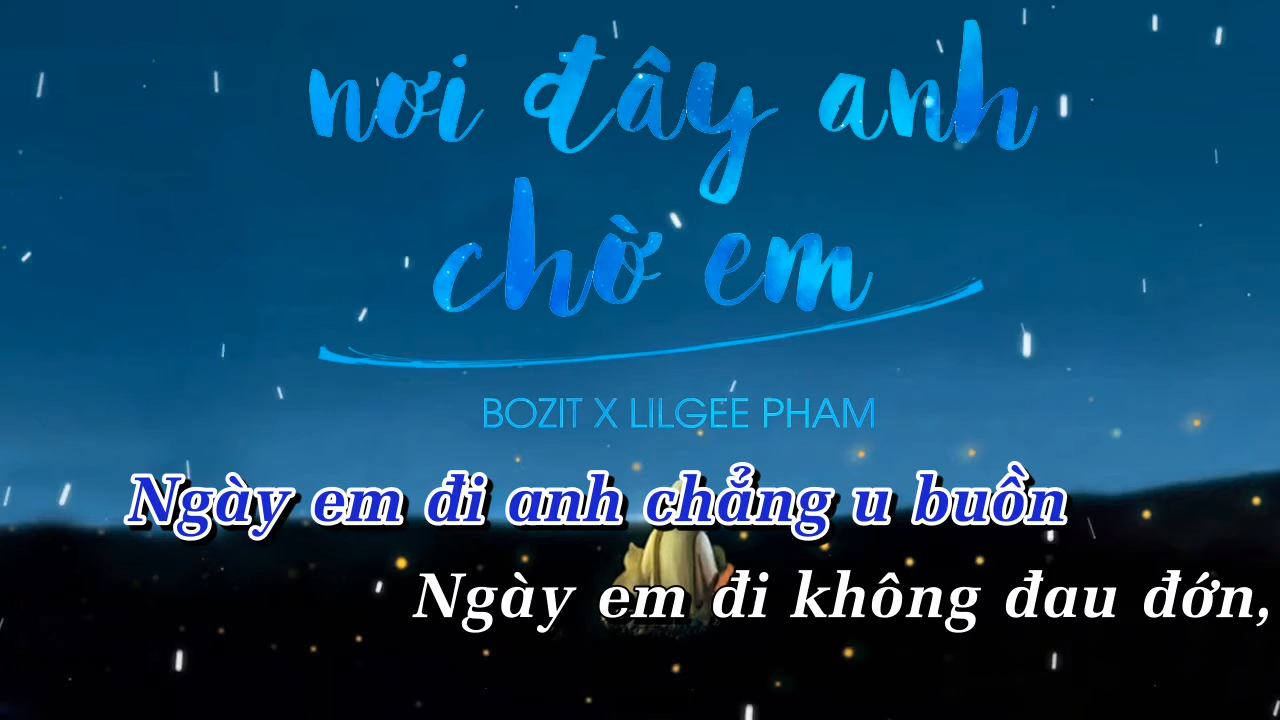 nơi đây anh
chờ em
BOZIT X LILGEE PHAM
Ngày em đi anh chẳng u buồn
Ngày em đi không đau đớn,